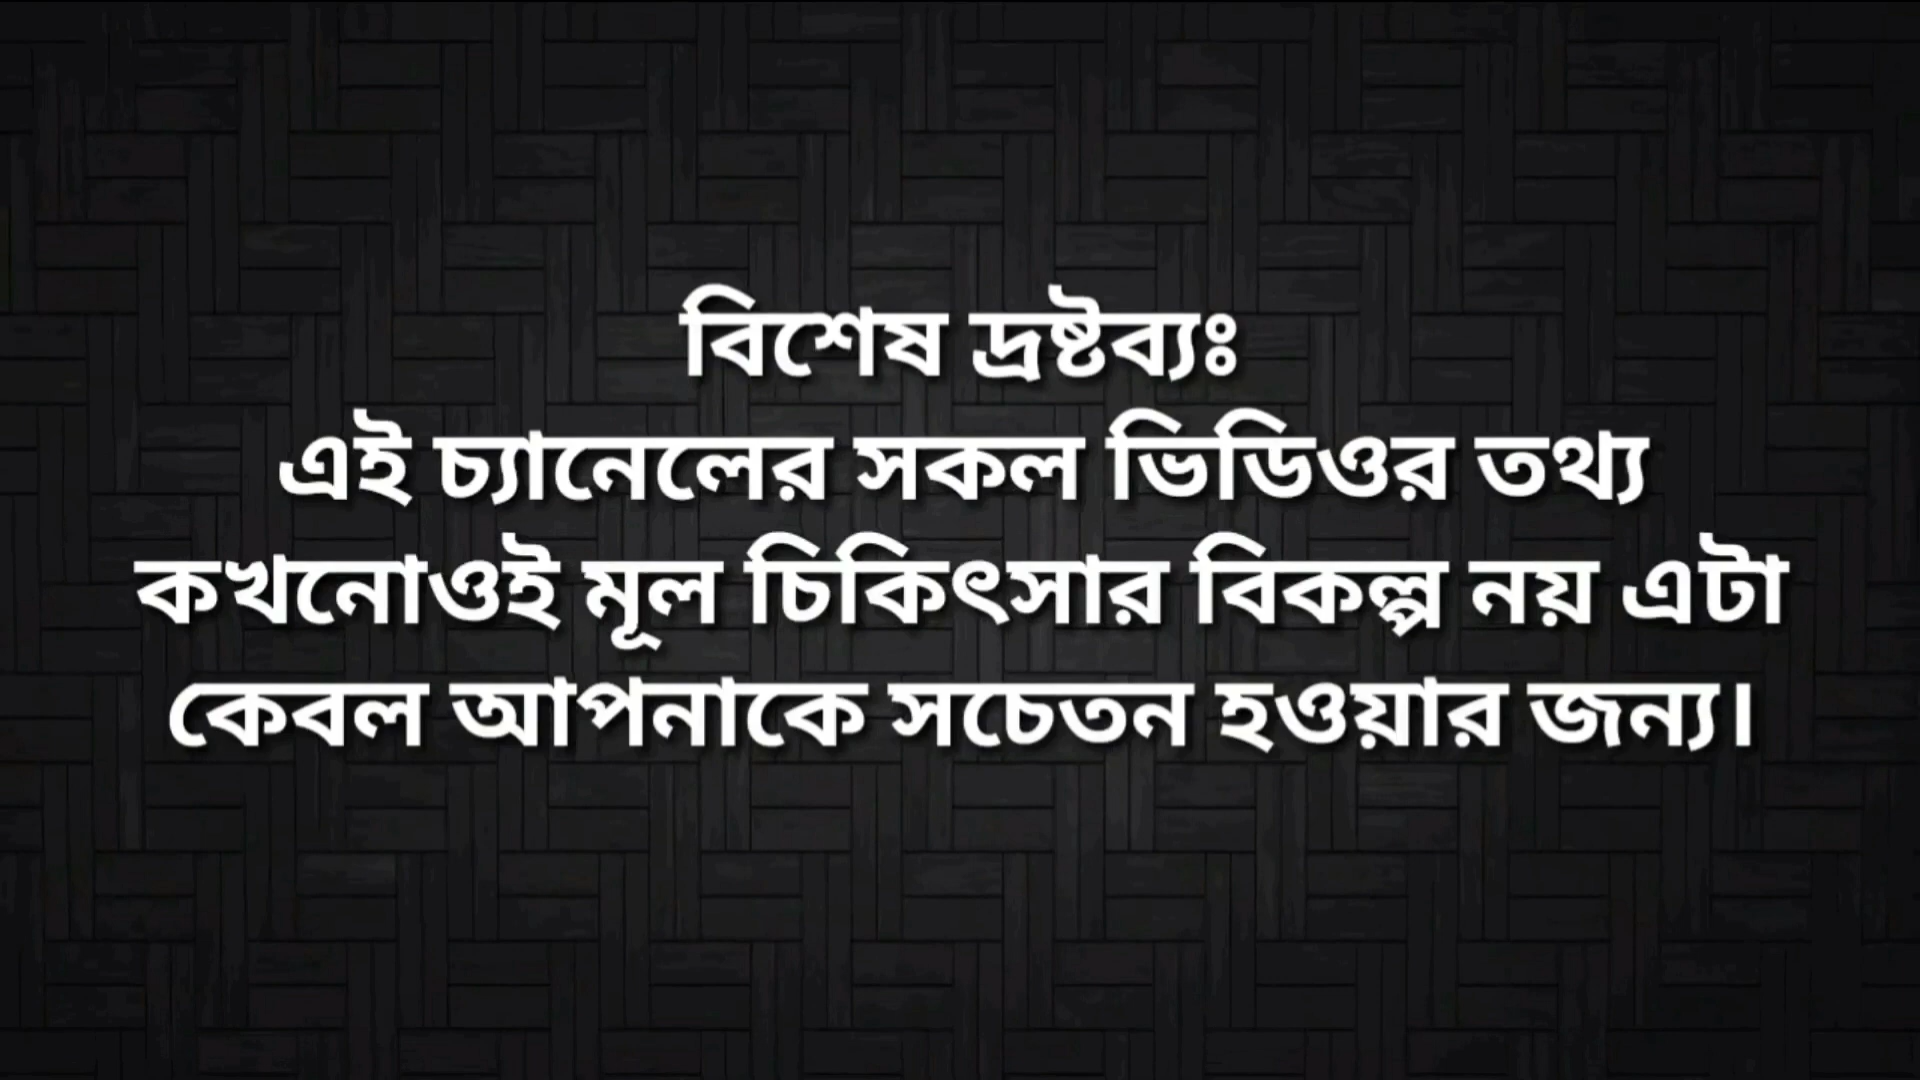 বিশেষ দ্রষ্টব্যঃ
এই চ্যানেলের সকল ভিডিওর তথ্য
কখনোওই মূল চিকিৎসার বিকল্প নয় এটা
কেবল আপনাকে সচেতন হওয়ার জন্য।